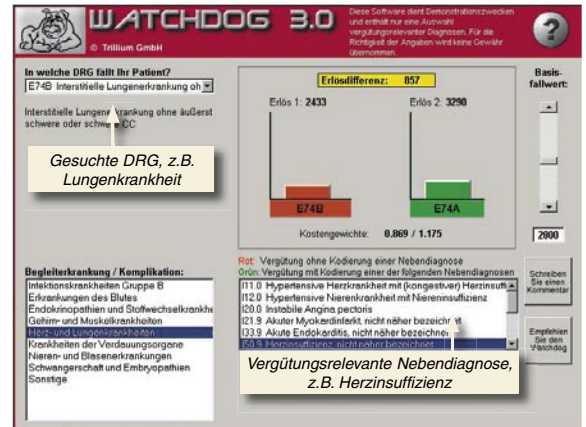 WATCHDOG 3.0
© Trillium GmbH
Diese Software dient Demonstrationszwecken
und enthält nur eine Auswahl
vergütungsrelevanter Diagnosen. Für die
Richtigkeit der Angaben wird keine Gewähr
übernommen.
?
In welche DRG fällt Ihr Patient?
E74B Interstitielle Lungenerkrankung oh
Interstitielle Lungenerkrankung ohne äußerst
schwere oder schwere CC
Gesuchte DRG, z.B.
Lungenkrankheit
Erlösdifferenz: 857
Erlös 1: 2433
Erlös 2: 3290
E74B
E74A
Kostengewichte: 0.869 / 1.175
Basis-
fallwert:
2800
Rot: Vergütung ohne Kodierung einer Nebendiagnose
Grün: Vergütung mit Kodierung einer der folgenden Nebendiagnosen
Begleiterkrankung / Komplikation:
Infektionskrankheiten Gruppe B
Erkrankungen des Blutes
Endokrinopathien und Stoffwechselkrankhe
Gehirn- und Muskelkrankheiten
Herz- und Lungenkrankheiten
Krankheiten der Verdauungsorgane
Nieren- und Blasenerkrankungen
Schwangerschaft und Embryopathien
Sonstige
I11.0 Hypertensive Herzkrankheit mit (kongestiver) Herzinsuffi
I12.0 Hypertensive Nierenkrankheit mit Niereninsuffizienz
I20.0 Instabile Angina pectoris
I21.9 Akuter Myokardinfarkt, nicht näher bezeichnet
I33.9 Akute Endokarditis, nicht näher bezeichnet
I50.9 Herzinsuffizienz, nicht näher bezeichnet
Vergütungsrelevante Nebendiagnose,
z.B. Herzinsuffizienz
Schreiben
Sie einen
Kommentar
Empfehlen
Sie den
Watchdog